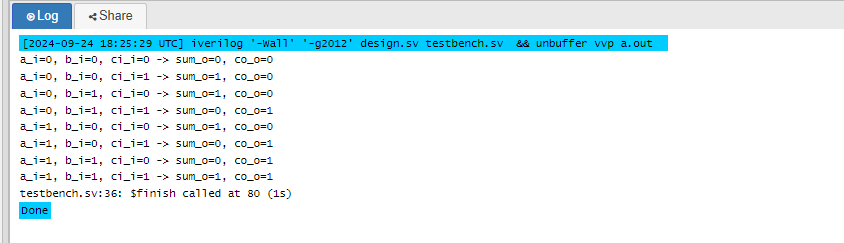 Log Share
[2024-09-24 18:25:29 UTC] iverilog '-Wall' '-g2012' design.sv testbench.sv && unbuffer vvp a.out
a_i=0, b_i=0, ci_i=0 -> sum_o=0, co_o=0
a_i=0, b_i=0, ci_i=1 -> sum_o=1, co_o=0
a_i=0, b_i=1, ci_i=0 -> sum_o=1, co_o=0
a_i=0, b_i=1, ci_i=1 -> sum_o=0, co_o=1
a_i=1, b_i=0, ci_i=0 -> sum_o=1, co_o=0
a_i=1, b_i=0, ci_i=1 -> sum_o=0, co_o=1
a_i=1, b_i=1, ci_i=0 -> sum_o=0, co_o=1
a_i=1, b_i=1, ci_i=1 -> sum_o=1, co_o=1
testbench.sv:36: $finish called at 80 (1s)
Done